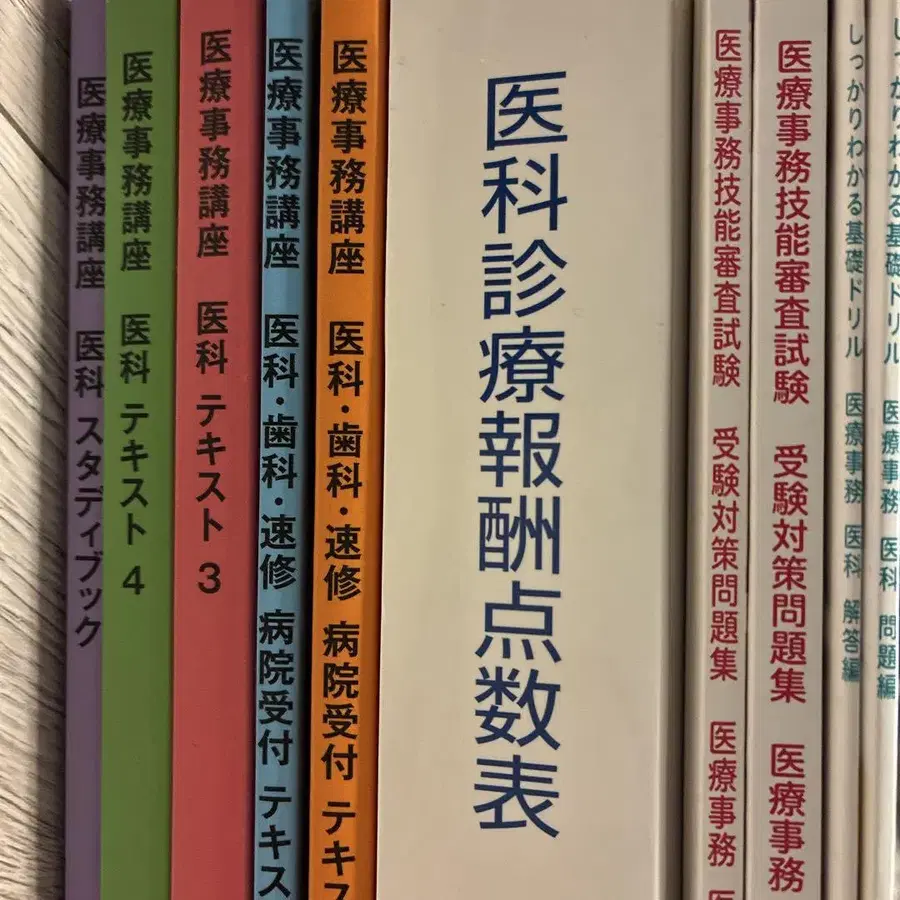 医療事務講座 医科 スタディブック
医療事務講座 医科 テキスト 4
医療事務講座 医科 テキスト 3
医療事務講座 医科・歯科・速修 病院受付 テキス
医療事務講座 医科・歯科・速修 病院受付 テキス
医科診療報酬点数表
医療事務技能審査試験 受験対策問題集 医療事務 医
医療事務技能審査試験 受験対策問題集 医療事務
しっかりわかる基礎ドリル 医療事務 医科 解答編
しっかりわかる基礎ドリル 医療事務 医科 問題編